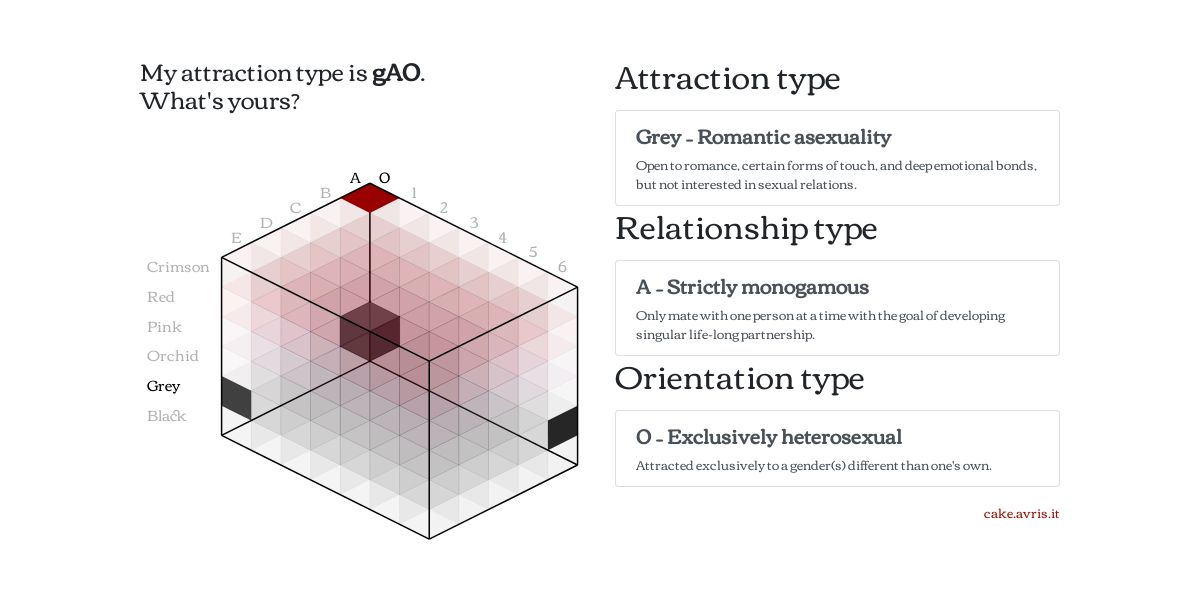 My attraction type is gAO.
What's yours?
A O
B 1
C 2
D 3
E 4
5
6
Crimson
Red
Pink
Orchid
Grey
Black
Attraction type
Grey - Romantic asexuality
Open to romance, certain forms of touch, and deep emotional bonds,
but not interested in sexual relations.
Relationship type
A - Strictly monogamous
Only mate with one person at a time with the goal of developing
singular life-long partnership.
Orientation type
O - Exclusively heterosexual
Attracted exclusively to a gender(s) different than one's own.
cake.avris.it